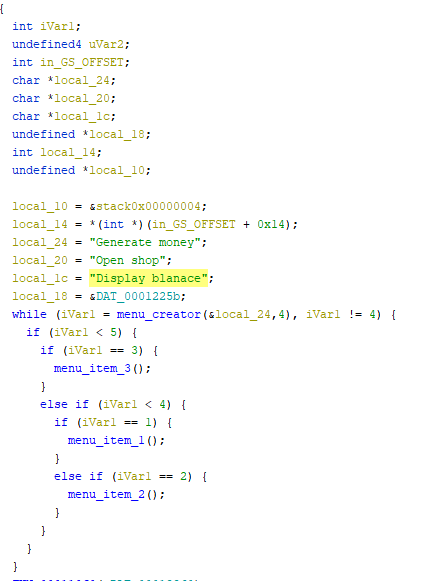 {
int iVar1;
undefined4 uVar2;
int in_GS_OFFSET;
char *local_24;
char *local_20;
char *local_1c;
undefined *local_18;
int local_14;
undefined *local_10;
local_10 = &stack0x00000004;
local_14 = *(int *)(in_GS_OFFSET + 0x14);
local_24 = "Generate money";
local_20 = "Open shop";
local_1c = "Display blanace";
local_18 = &DAT_0001225b;
while (iVar1 = menu_creator(&local_24,4), iVar1 != 4) {
if (iVar1 < 5) {
if (iVar1 == 3) {
menu_item_3();
}
else if (iVar1 < 4) {
if (iVar1 == 1) {
menu_item_1();
}
else if (iVar1 == 2) {
menu_item_2();
}
}
}
}